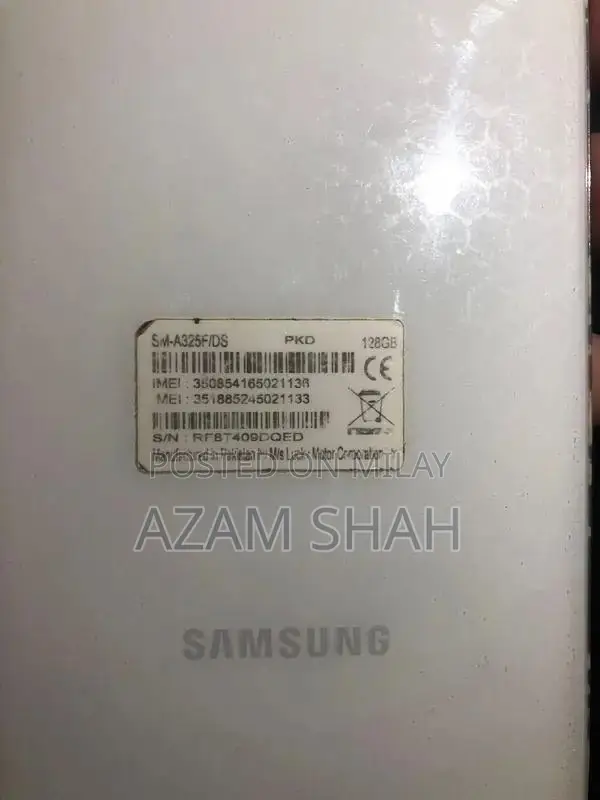 SM-A325F/DS PKD 128GB
CE
IMEI : 350854165021136
IMEI : 351885245021133
S/N : RF8T409DQED
Manufactured in Pakistan by M/s Lucky Motor Corporation
POSTED ON MILAY
AZAM SHAH
SAMSUNG